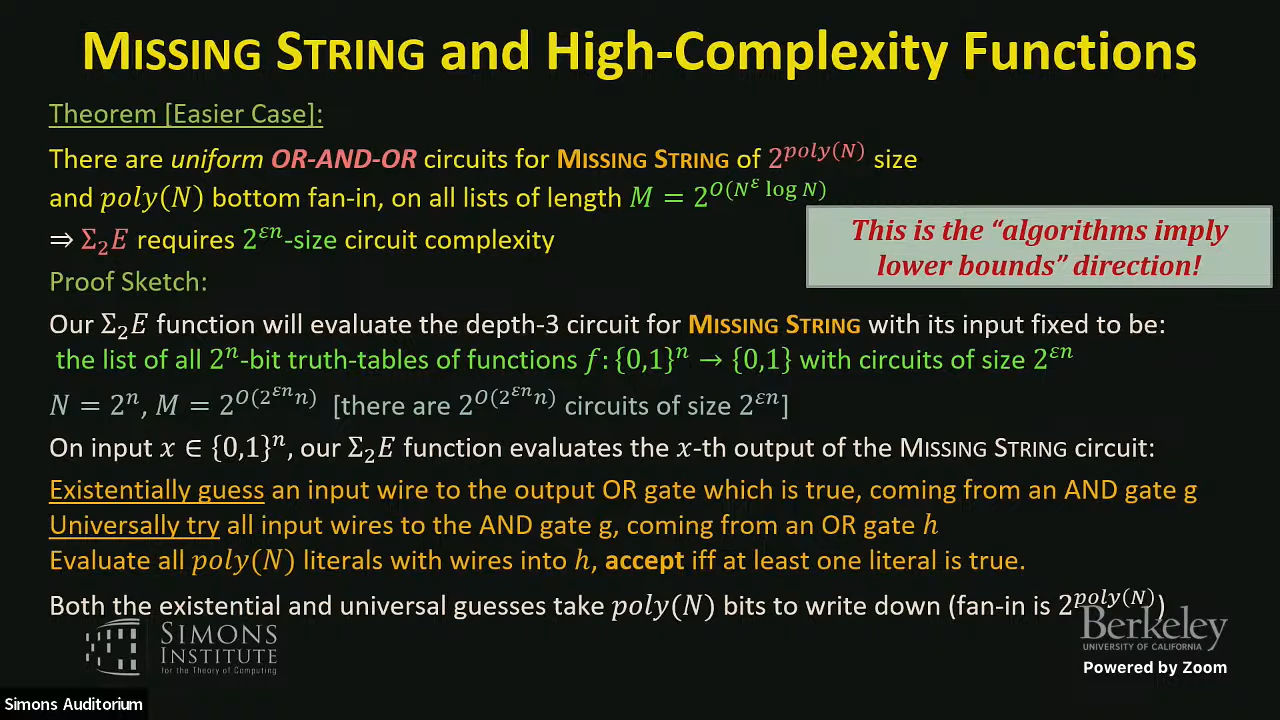 MISSING STRING and High-Complexity Functions
Theorem [Easier Case]:
There are uniform OR-AND-OR circuits for MISSING STRING of 2^{poly(N)} size
and poly(N) bottom fan-in, on all lists of length M = 2^{O(N^ε log N)}
⇒ Σ₂E requires 2^{εn}-size circuit complexity
This is the “algorithms imply
lower bounds” direction!
Proof Sketch:
Our Σ₂E function will evaluate the depth-3 circuit for MISSING STRING with its input fixed to be:
the list of all 2^n-bit truth-tables of functions f: {0,1}^n → {0,1} with circuits of size 2^{εn}
N = 2^n, M = 2^{O(2^{εn}n)} [there are 2^{O(2^{εn}n)} circuits of size 2^{εn}]
On input x ∈ {0,1}^n, our Σ₂E function evaluates the x-th output of the MISSING STRING circuit:
Existentially guess an input wire to the output OR gate which is true, coming from an AND gate g
Universally try all input wires to the AND gate g, coming from an OR gate h
Evaluate all poly(N) literals with wires into h, accept iff at least one literal is true.
Both the existential and universal guesses take poly(N) bits to write down (fan-in is 2^{poly(N)})
SIMONS
INSTITUTE
for the Theory of Computing
Berkeley
UNIVERSITY OF CALIFORNIA
Powered by Zoom
Simons Auditorium